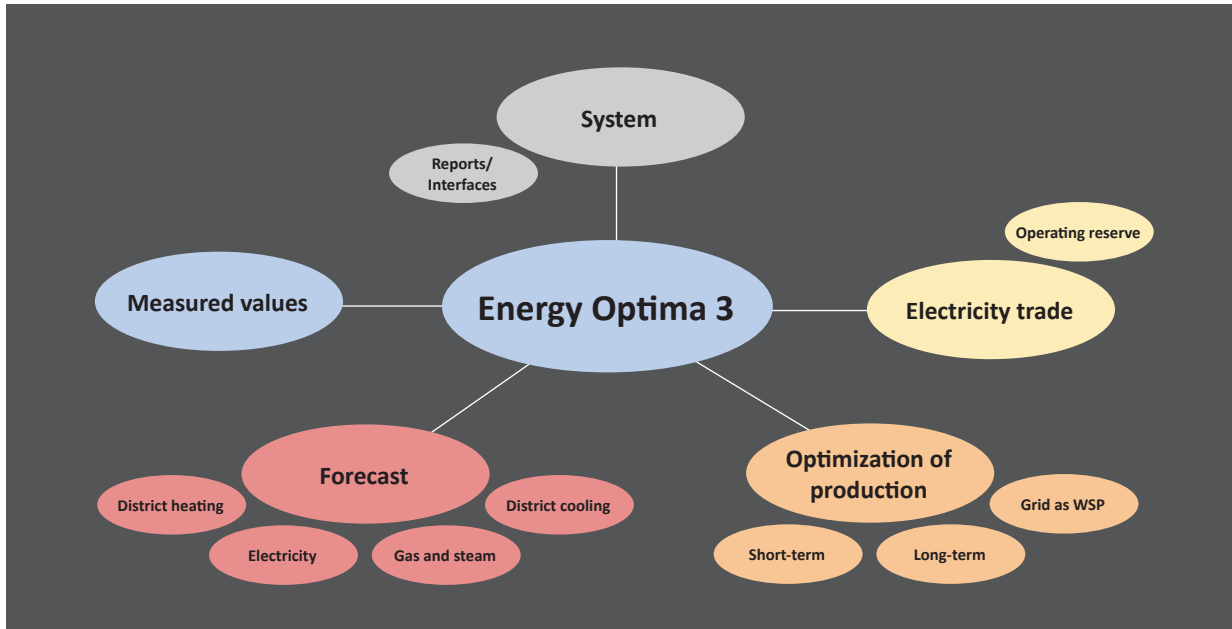 System
Reports/
Interfaces
Operating reserve
Measured values
Energy Optima 3
Electricity trade
Forecast
District heating
Electricity
Gas and steam
District cooling
Optimization of
production
Short-term
Long-term
Grid as WSP